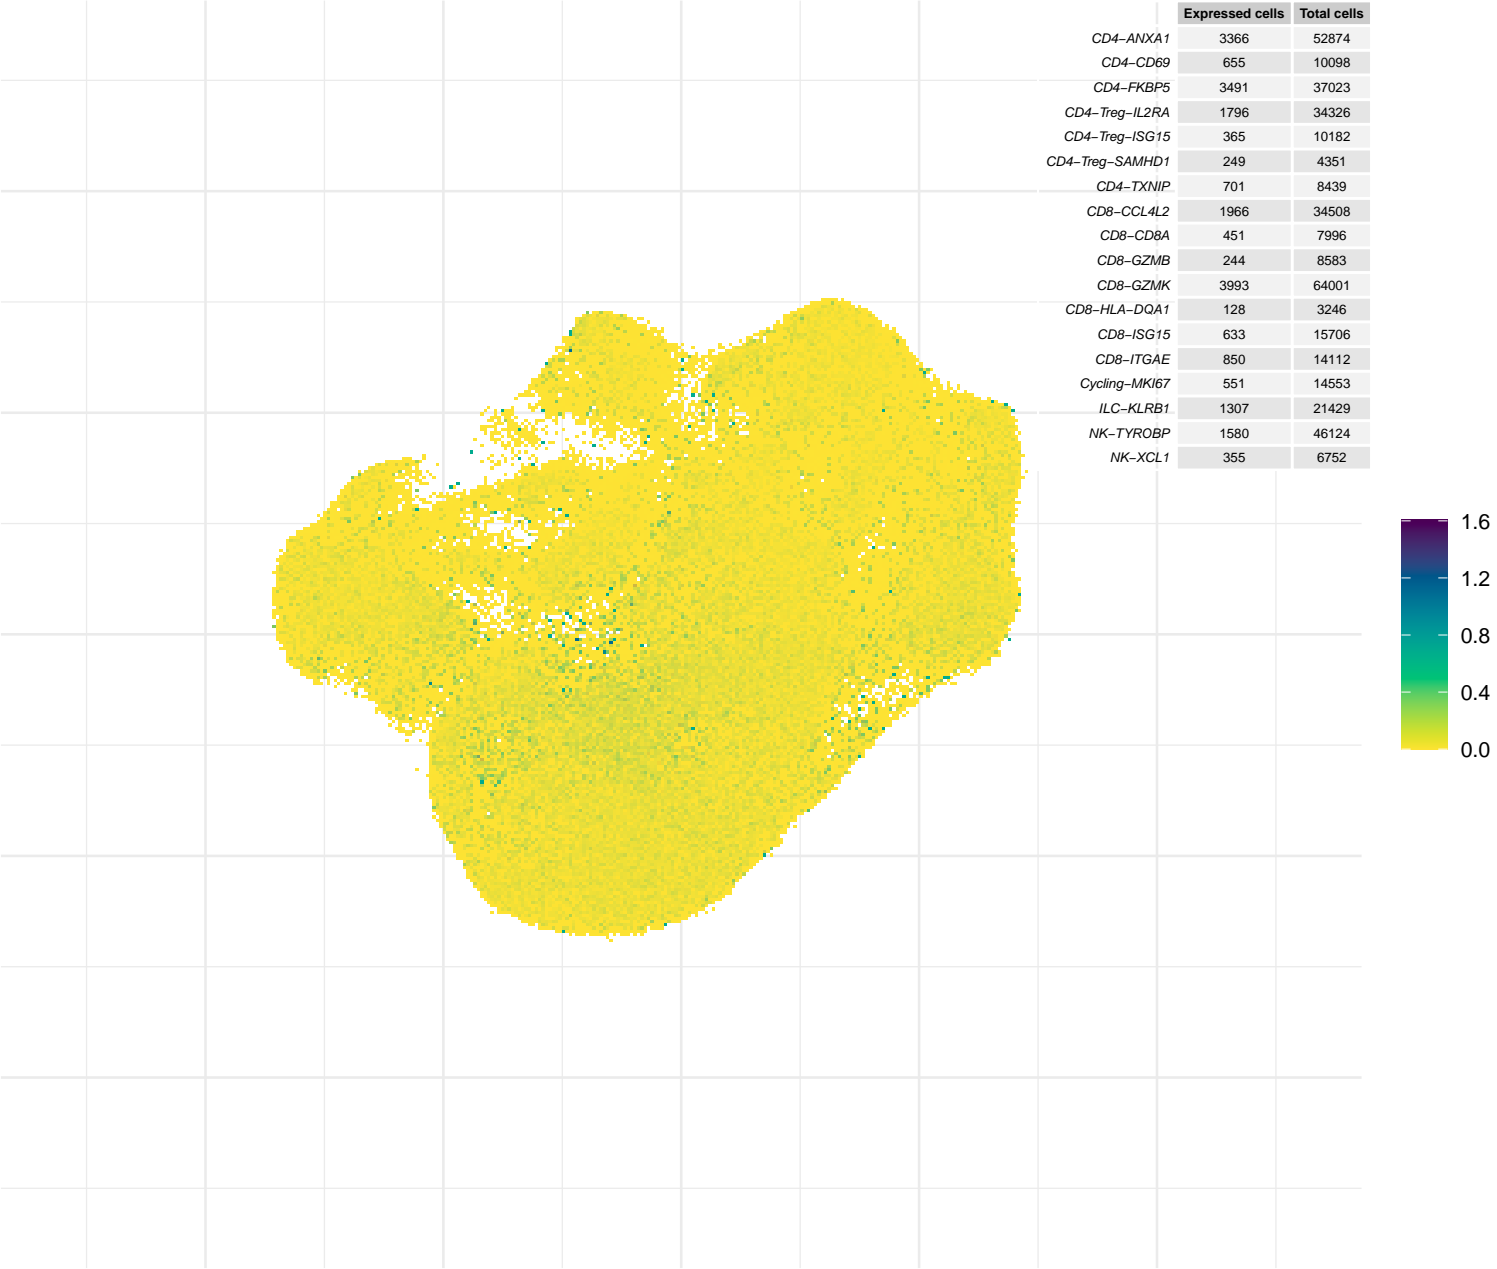 Expressed cells Total cells
CD4−ANXA1 3366 52874
CD4−CD69 655 10098
CD4−FKBP5 3491 37023
CD4−Treg−IL2RA 1796 34326
CD4−Treg−ISG15 365 10182
CD4−Treg−SAMHD1 249 4351
CD4−TXNIP 701 8439
CD8−CCL4L2 1966 34508
CD8−CD8A 451 7996
CD8−GZMB 244 8583
CD8−GZMK 3993 64001
CD8−HLA−DQA1 128 3246
CD8−ISG15 633 15706
CD8−ITGAE 850 14112
Cycling−MKI67 551 14553
ILC−KLRB1 1307 21429
NK−TYROBP 1580 46124
NK−XCL1 355 6752
1.6
1.2
0.8
0.4
0.0